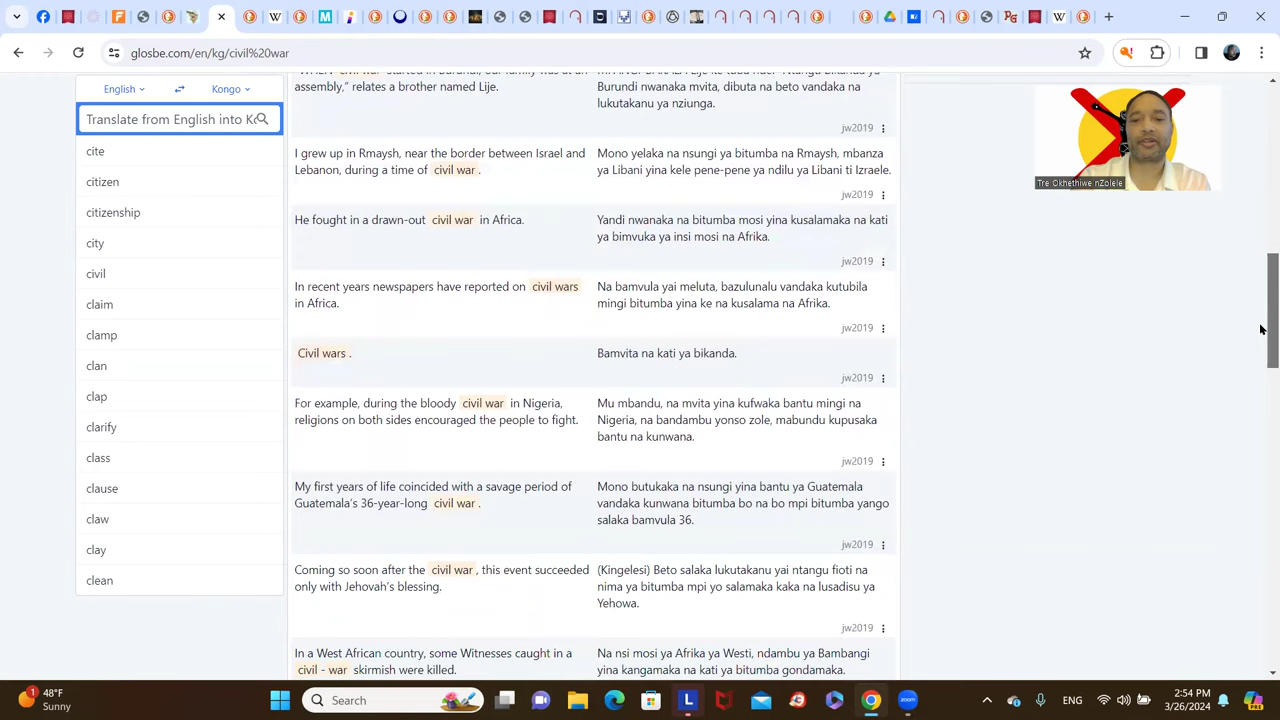 glosbe.com/en/kg/civil%20war
English
Kongo
Translate from English into Ko
cite
citizen
citizenship
city
civil
claim
clamp
clan
clap
clarify
class
clause
claw
clay
clean
assembly,” relates a brother named Lije.
Burundi nwanaka mvita, dibuta na beto vandaka na
lukutakanu ya nziunga.
jw2019
I grew up in Rmaysh, near the border between Israel and
Lebanon, during a time of civil war .
Mono yelaka na nsungi ya bitumba na Rmaysh, mbanza
ya Libani yina kele pene-pene ya ndilu ya Libani ti Izraele.
jw2019
He fought in a drawn-out civil war in Africa.
Yandi nwanaka na bitumba mosi yina kusalamaka na kati
ya bimvuka ya insi mosi na Afrika.
jw2019
In recent years newspapers have reported on civil wars
in Africa.
Na bamvula yai meluta, bazulunalu vandaka kutubila
mingi bitumba yina ke na kusalama na Afrika.
jw2019
Civil wars .
Bamvita na kati ya bikanda.
jw2019
For example, during the bloody civil war in Nigeria,
religions on both sides encouraged the people to fight.
Mu mbandu, na mvita yina kufwaka bantu mingi na
Nigeria, na bandambu yonso zole, mabundu kupusaka
bantu na kunwana.
jw2019
My first years of life coincided with a savage period of
Guatemala’s 36-year-long civil war .
Mono butukaka na nsungi yina bantu ya Guatemala
vandaka kunwana bitumba bo na bo mpi bitumba yango
salaka bamvula 36.
jw2019
Coming so soon after the civil war , this event succeeded
only with Jehovah’s blessing.
(Kingelesi) Beto salaka lukutakanu yai ntangu fioti na
nima ya bitumba mpi yo salamaka kaka na lusadisu ya
Yehowa.
jw2019
In a West African country, some Witnesses caught in a
civil - war skirmish were killed.
Na nsi mosi ya Afrika ya Westi, ndambu ya Bambangi
yina kangamaka na kati ya bitumba gondamaka.
Tre Okhethiwe nZolele
1
48°F
Sunny
Search
ENG
2:54 PM
3/26/2024